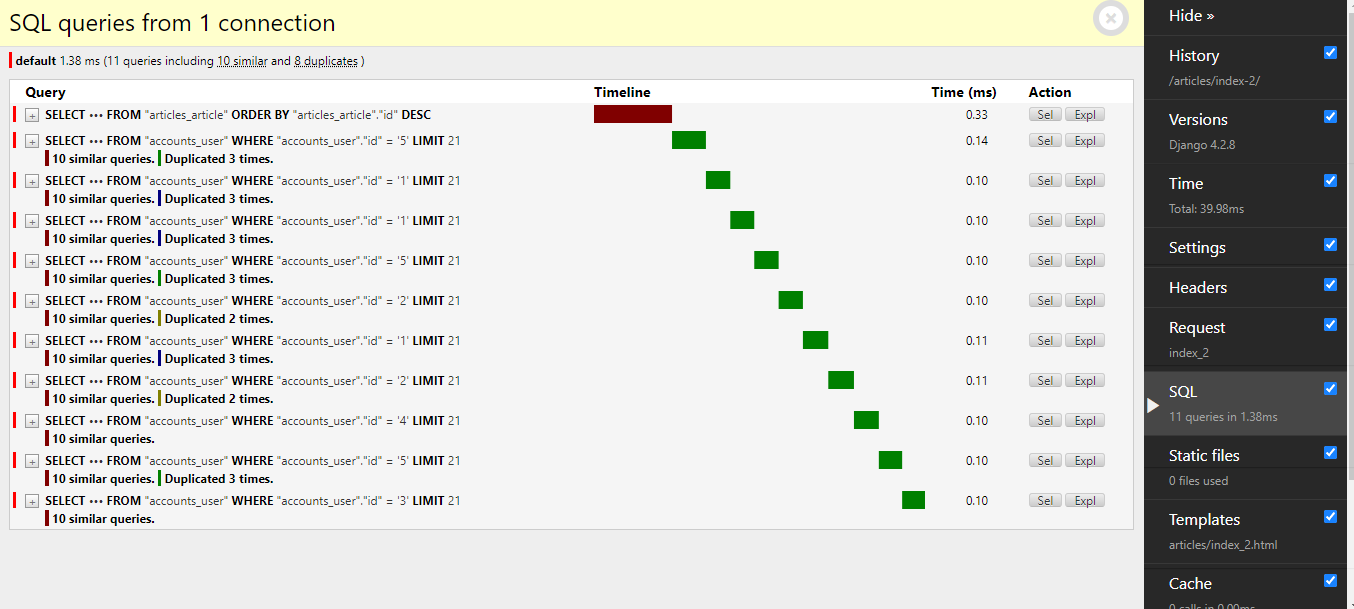 SQL queries from 1 connection
default 1.38 ms (11 queries including 10 similar and 8 duplicates )
Query Timeline Time (ms) Action
+ SELECT ••• FROM "articles_article" ORDER BY "articles_article"."id" DESC 0.33 Sel Expl
+ SELECT ••• FROM "accounts_user" WHERE "accounts_user"."id" = '5' LIMIT 21 0.14 Sel Expl
10 similar queries. Duplicated 3 times.
+ SELECT ••• FROM "accounts_user" WHERE "accounts_user"."id" = '1' LIMIT 21 0.10 Sel Expl
10 similar queries. Duplicated 3 times.
+ SELECT ••• FROM "accounts_user" WHERE "accounts_user"."id" = '1' LIMIT 21 0.10 Sel Expl
10 similar queries. Duplicated 3 times.
+ SELECT ••• FROM "accounts_user" WHERE "accounts_user"."id" = '5' LIMIT 21 0.10 Sel Expl
10 similar queries. Duplicated 3 times.
+ SELECT ••• FROM "accounts_user" WHERE "accounts_user"."id" = '2' LIMIT 21 0.10 Sel Expl
10 similar queries. Duplicated 2 times.
+ SELECT ••• FROM "accounts_user" WHERE "accounts_user"."id" = '1' LIMIT 21 0.11 Sel Expl
10 similar queries. Duplicated 3 times.
+ SELECT ••• FROM "accounts_user" WHERE "accounts_user"."id" = '2' LIMIT 21 0.11 Sel Expl
10 similar queries. Duplicated 2 times.
+ SELECT ••• FROM "accounts_user" WHERE "accounts_user"."id" = '4' LIMIT 21 0.10 Sel Expl
10 similar queries.
+ SELECT ••• FROM "accounts_user" WHERE "accounts_user"."id" = '5' LIMIT 21 0.10 Sel Expl
10 similar queries. Duplicated 3 times.
+ SELECT ••• FROM "accounts_user" WHERE "accounts_user"."id" = '3' LIMIT 21 0.10 Sel Expl
10 similar queries.
Hide »
History
/articles/index-2/
Versions
Django 4.2.8
Time
Total: 39.98ms
Settings
Headers
Request
index_2
SQL
11 queries in 1.38ms
Static files
0 files used
Templates
articles/index_2.html
Cache
0 calls in 0.00ms